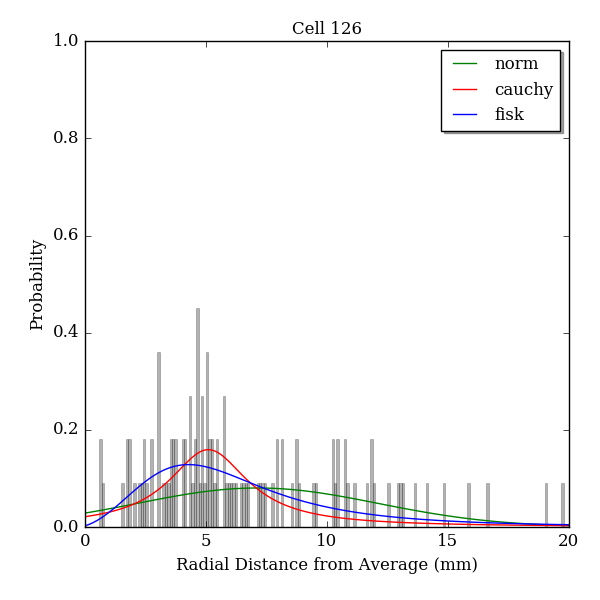 Cell 126
1.0
0.8
0.6
0.4
0.2
0.0
Probability
norm
cauchy
fisk
0 5 10 15 20
Radial Distance from Average (mm)